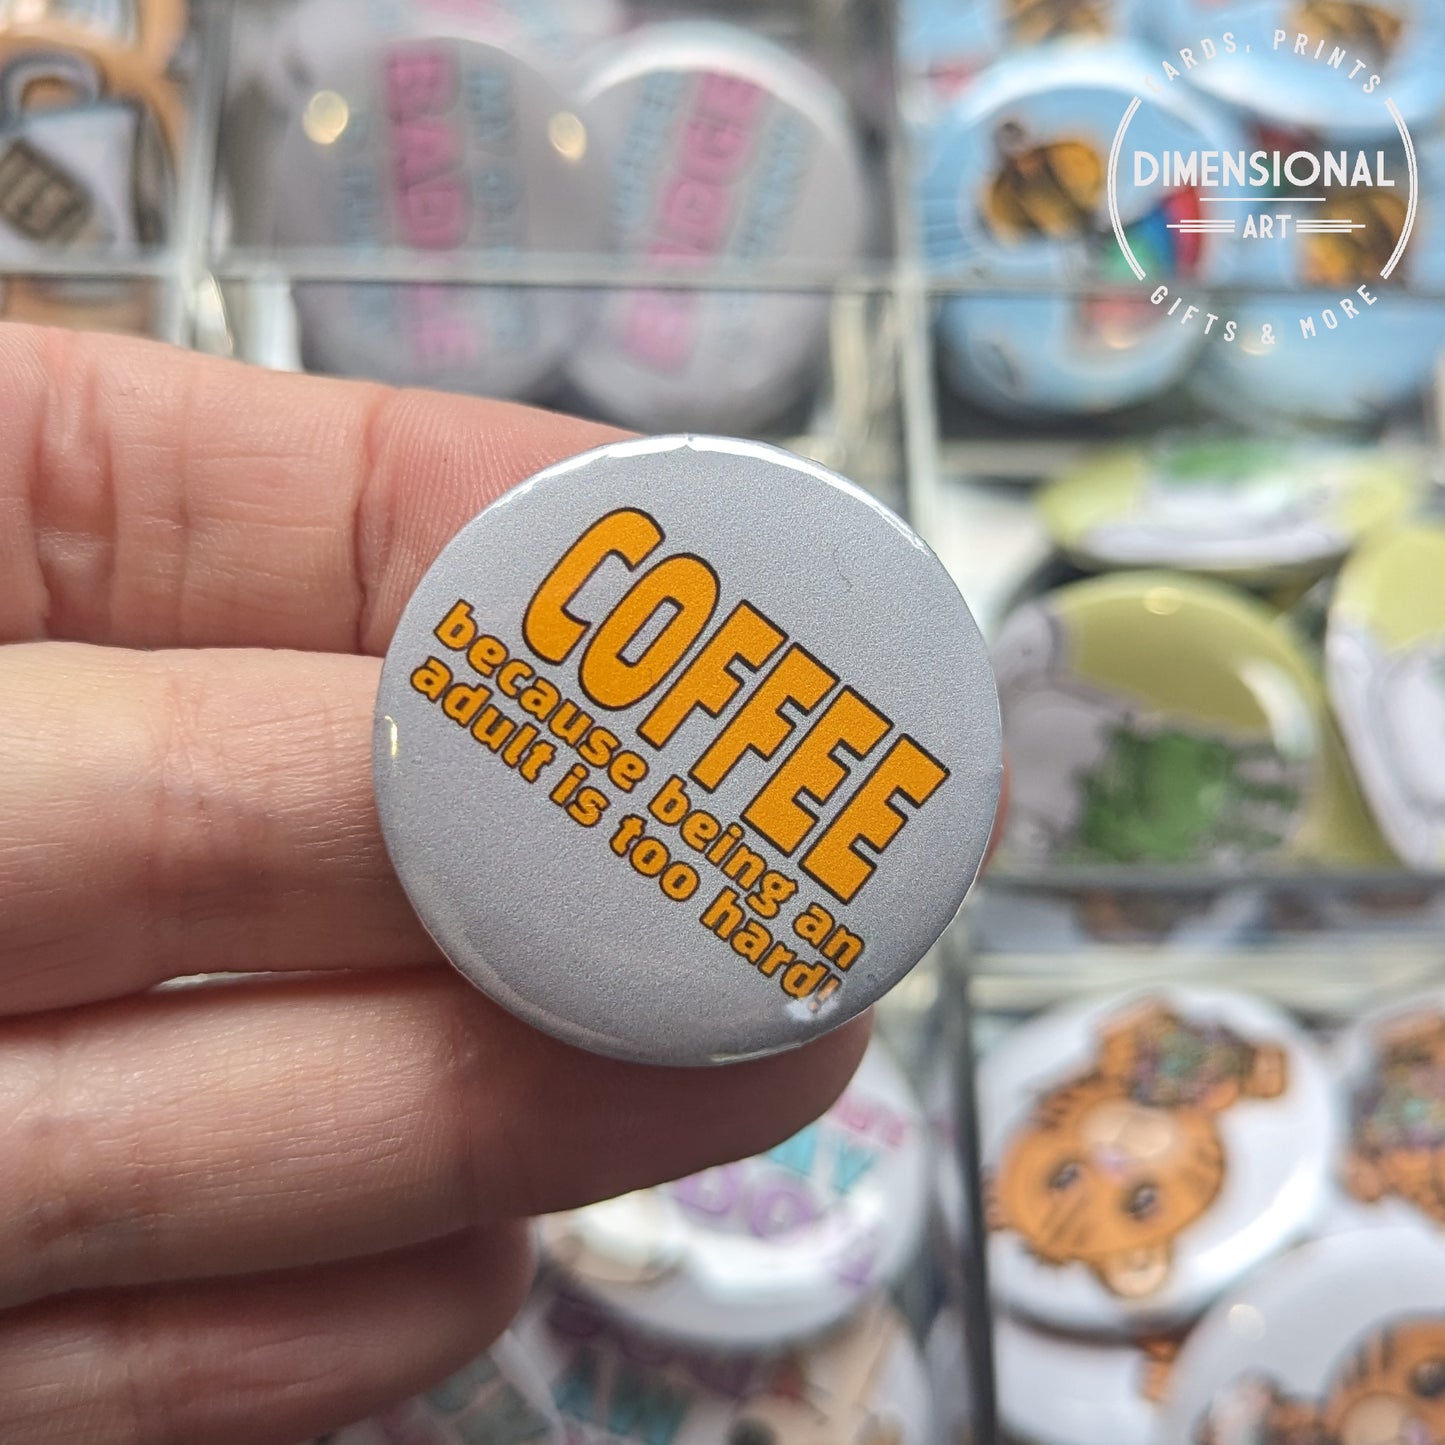 CARDS, PRINTS
DIMENSIONAL
ART
GIFTS & MORE
COFFEE
because being an
adult is too hard!